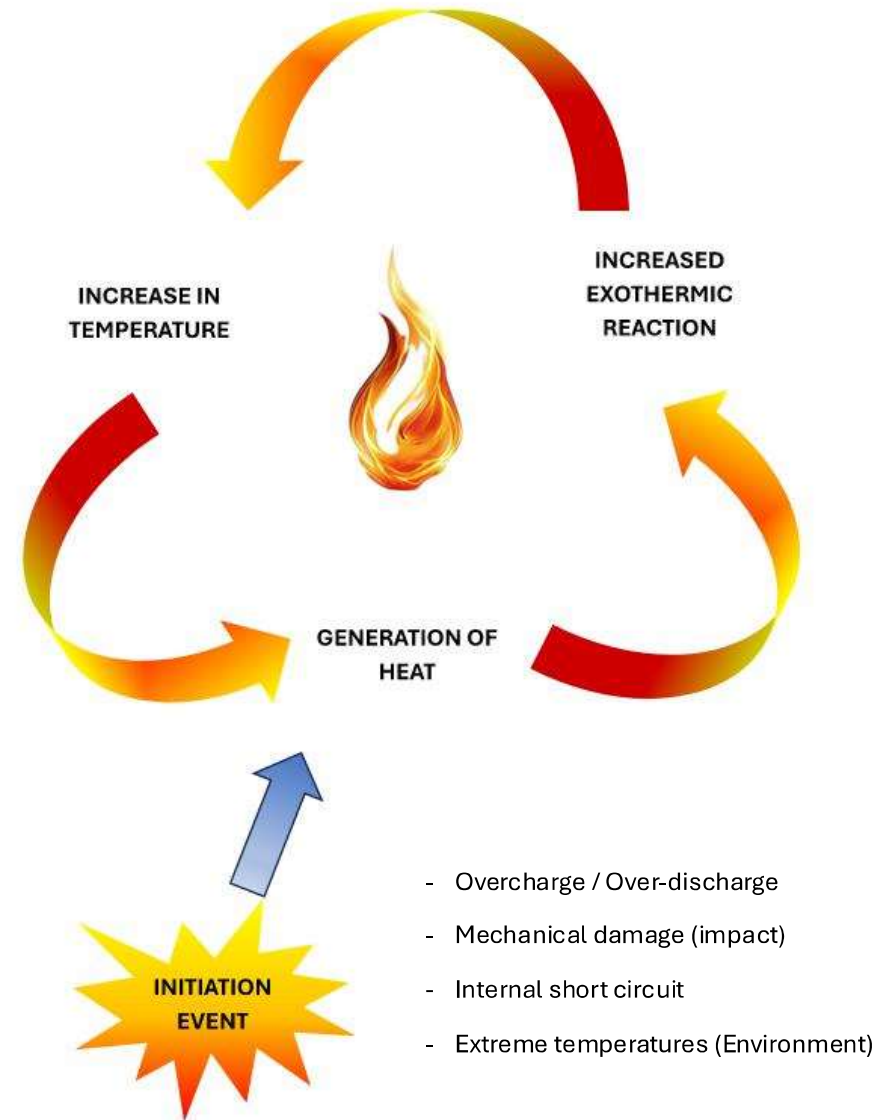 INCREASE IN
TEMPERATURE
INCREASED
EXOTHERMIC
REACTION
GENERATION OF
HEAT
INITIATION
EVENT
- Overcharge / Over-discharge
- Mechanical damage (impact)
- Internal short circuit
- Extreme temperatures (Environment)